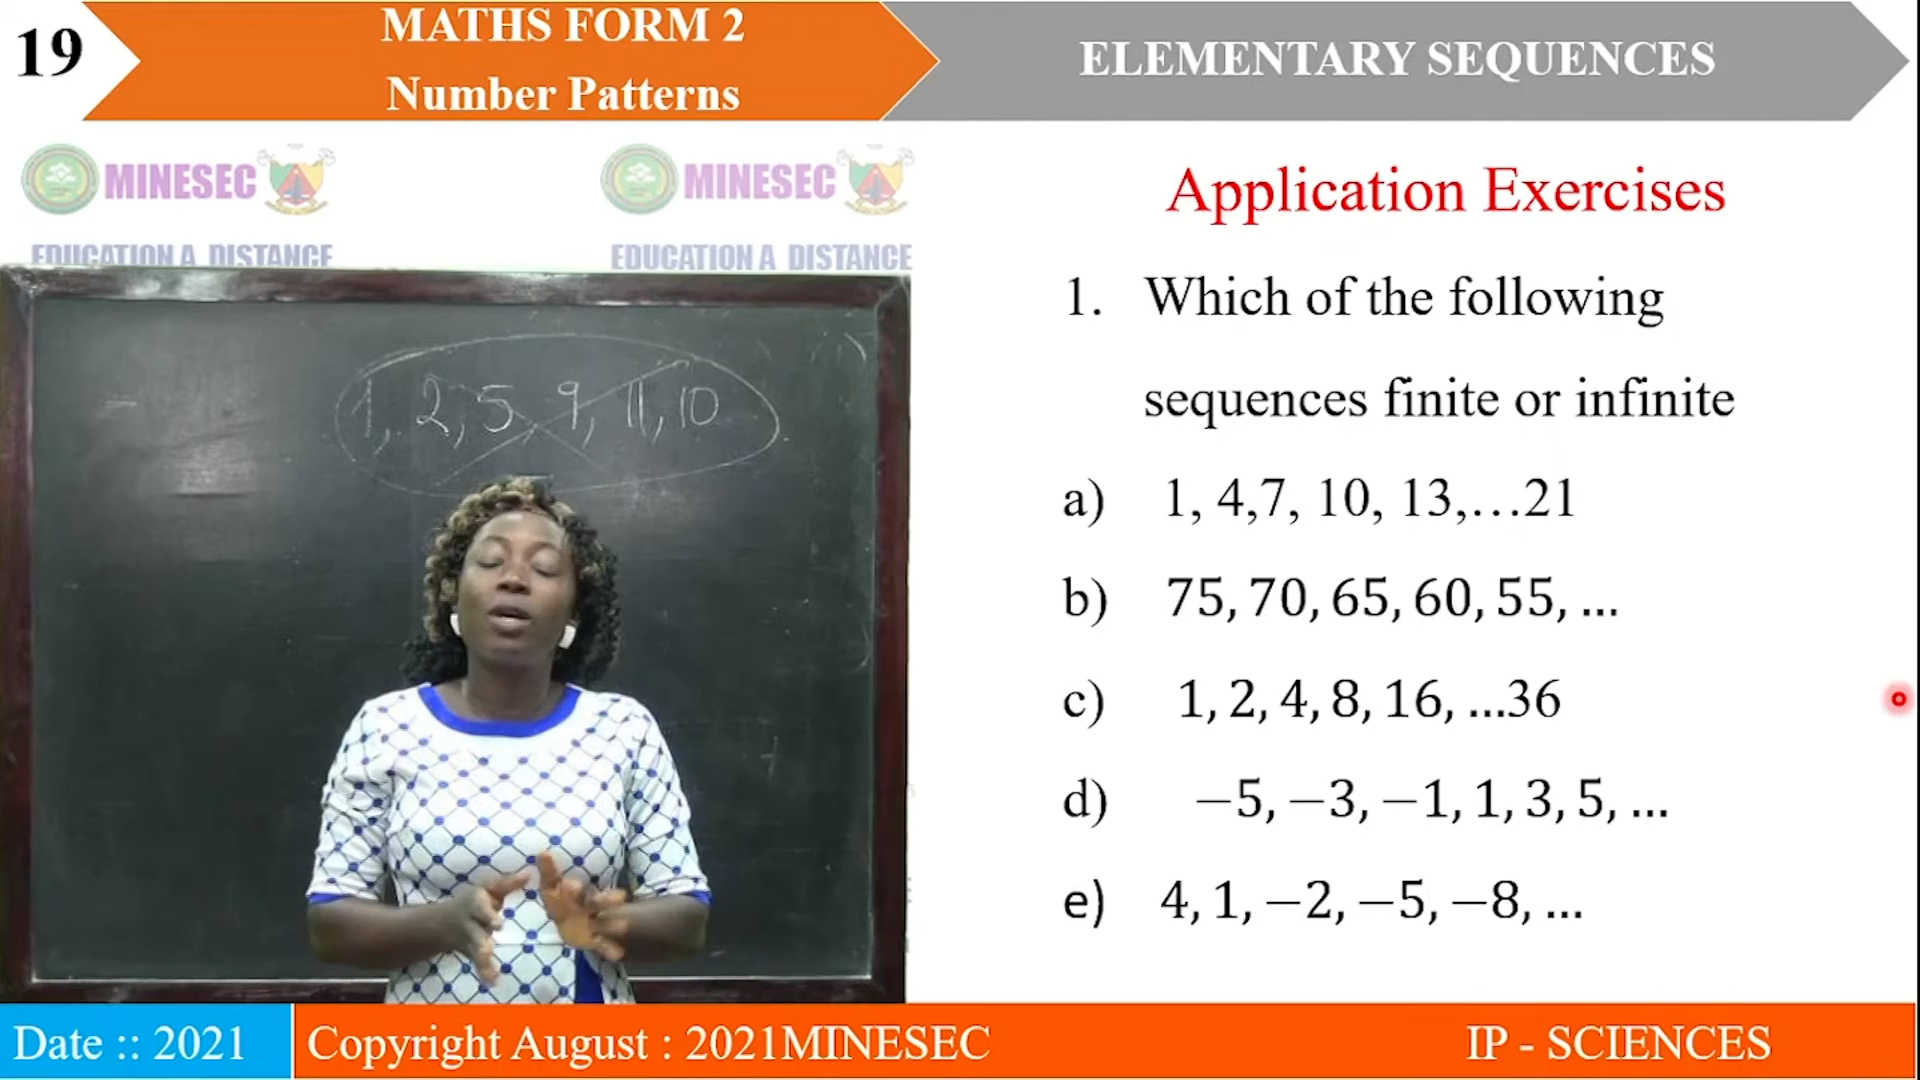 19
MATHS FORM 2
Number Patterns
ELEMENTARY SEQUENCES
MINESEC
EDUCATION A DISTANCE
MINESEC
EDUCATION A DISTANCE
1, 2, 5, 9, 11, 10
Application Exercises
1. Which of the following
sequences finite or infinite
a) 1, 4,7, 10, 13,…21
b) 75, 70, 65, 60, 55, …
c) 1, 2, 4, 8, 16, …36
d) −5, −3, −1, 1, 3, 5, …
e) 4, 1, −2, −5, −8, …
Date :: 2021
Copyright August : 2021MINESEC
IP - SCIENCES